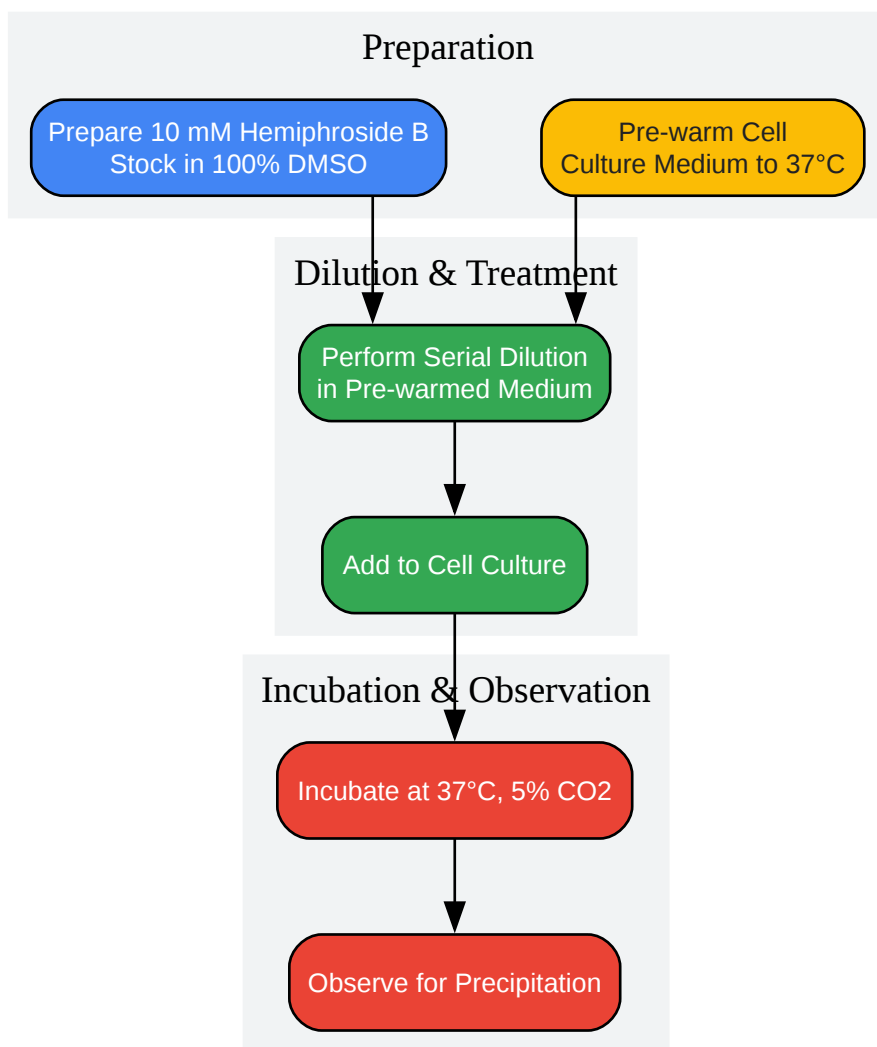 Preparation
Prepare 10 mM Hemiphroside B
Stock in 100% DMSO
Pre-warm Cell
Culture Medium to 37°C
Dilution & Treatment
Perform Serial Dilution
in Pre-warmed Medium
Add to Cell Culture
Incubation & Observation
Incubate at 37°C, 5% CO2
Observe for Precipitation